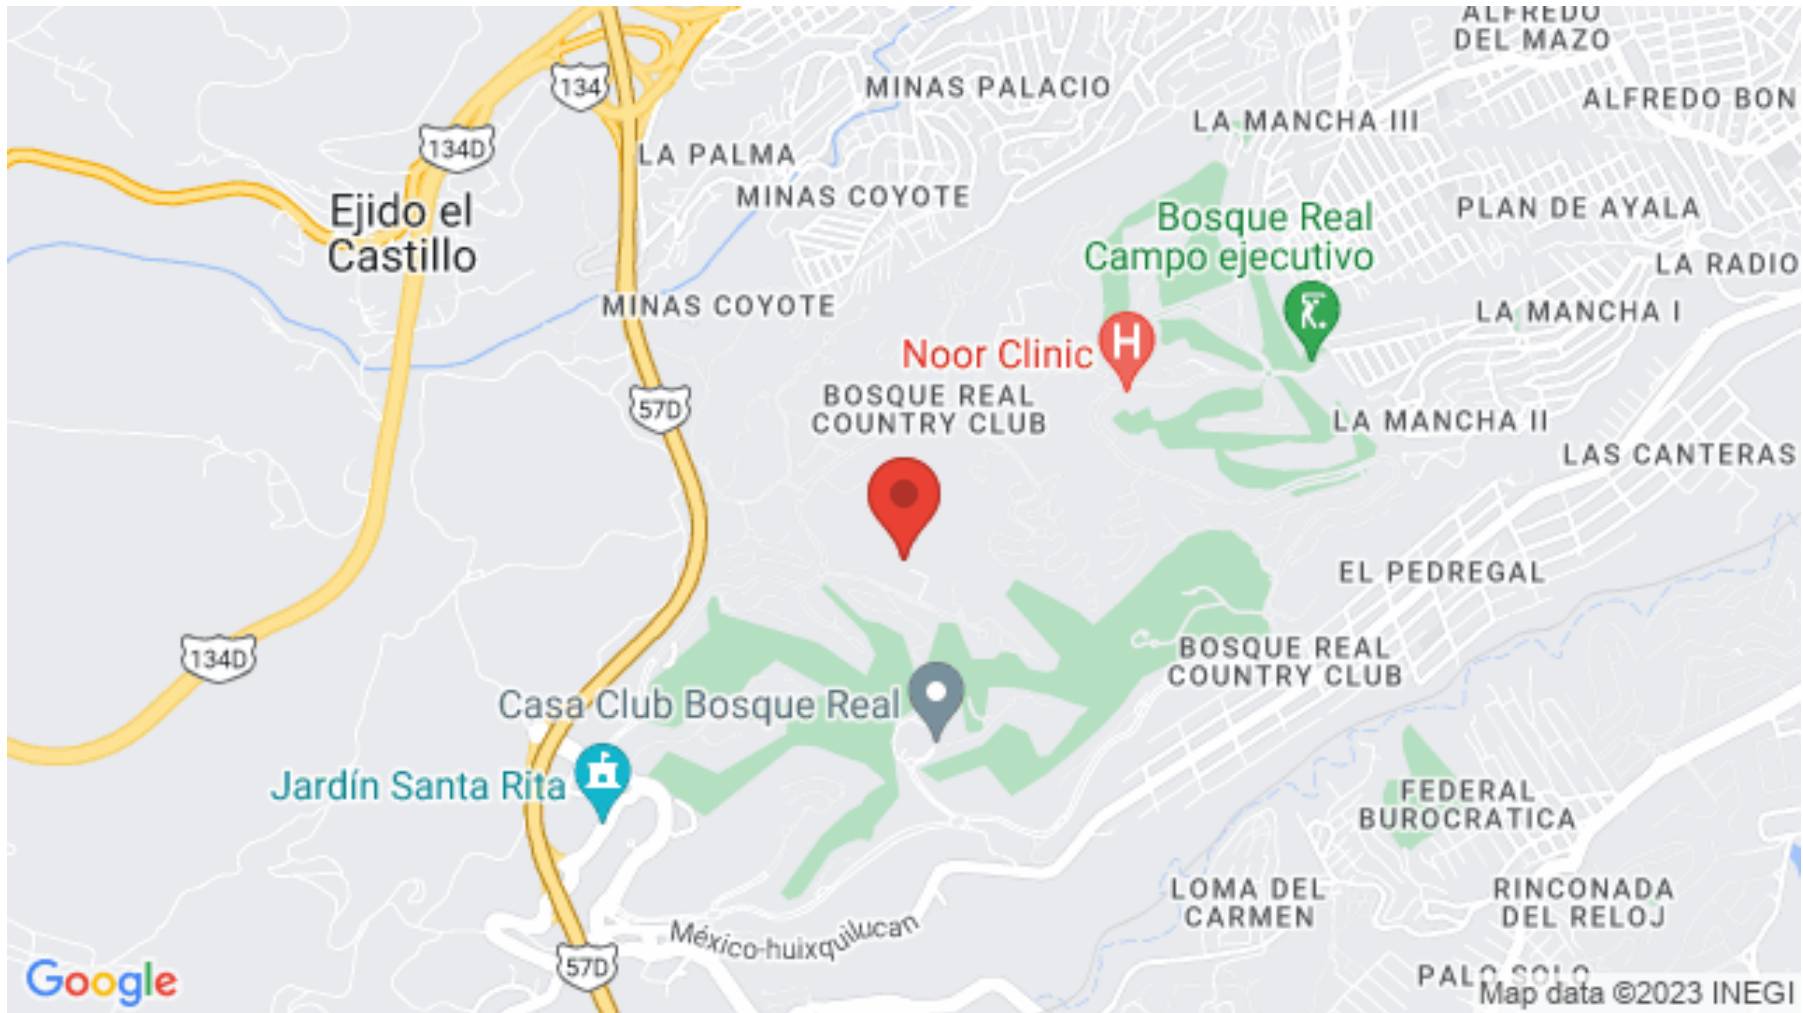 ALFREDO
DEL MAZO
134
MINAS PALACIO
ALFREDO BON
LA MANCHA III
134D
LA PALMA
MINAS COYOTE
Ejido el
Castillo
PLAN DE AYALA
Bosque Real
Campo ejecutivo
LA RADIO
MINAS COYOTE
LA MANCHA I
Noor Clinic
H
BOSQUE REAL
COUNTRY CLUB
57D
LA MANCHA II
LAS CANTERAS
EL PEDREGAL
134D
BOSQUE REAL
COUNTRY CLUB
Casa Club Bosque Real
Jardín Santa Rita
FEDERAL
BUROCRATICA
LOMA DEL
CARMEN
RINCONADA
DEL RELOJ
México-huixquilucan
57D
PALO SOLO
Google
Map data ©2023 INEGI